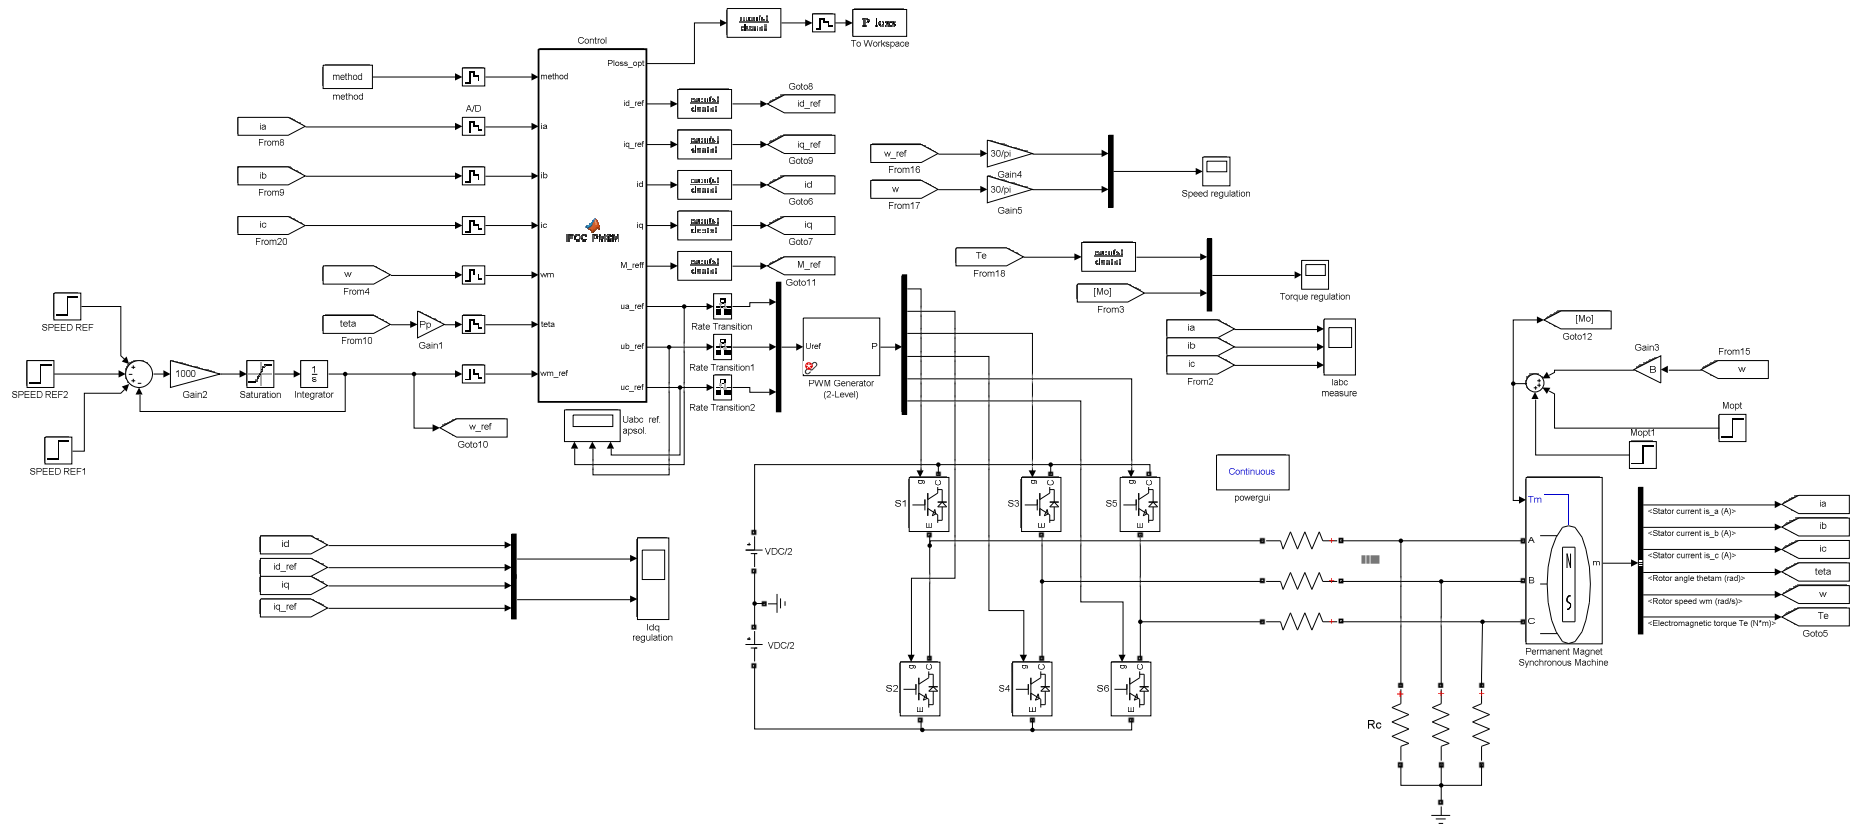 Control
method
method
A/D
ia
From8
ib
From9
ic
From20
w
From4
teta
From10
Pp
Gain1
SPEED REF
SPEED REF2
SPEED REF1
1000
Gain2
Saturation
1
s
Integrator
w_ref
Goto10
method
ia
ib
ic
wm
teta
wm_ref
IFOC PMSM
Ploss_opt
id_ref
iq_ref
id
iq
M_reff
ua_ref
ub_ref
uc_ref
P loss
To Workspace
Goto8
id_ref
iq_ref
Goto9
id
Goto6
iq
Goto7
M_ref
Goto11
Rate Transition
Rate Transition1
Rate Transition2
Uabc ref.
apsol.
Uref
P
PWM Generator
(2-Level)
w_ref
From16
30/pi
Gain4
w
From17
30/pi
Gain5
Speed regulation
Te
From18
[Mo]
From3
Torque regulation
ia
ib
ic
From2
Iabc
measure
id
id_ref
iq
iq_ref
Idq
regulation
VDC/2
VDC/2
S1
g
C
E
S3
g
C
E
S5
g
C
E
S2
g
C
E
S4
g
C
E
S6
g
C
E
Continuous
powergui
[Mo]
Goto12
Gain3
B
From15
w
Mopt
Mopt1
Tm
A
B
C
N
S
m
Permanent Magnet
Synchronous Machine
<Stator current is_a (A)>
<Stator current is_b (A)>
<Stator current is_c (A)>
<Rotor angle thetam (rad)>
<Rotor speed wm (rad/s)>
<Electromagnetic torque Te (N*m)>
ia
ib
ic
teta
w
Te
Goto5
Rc